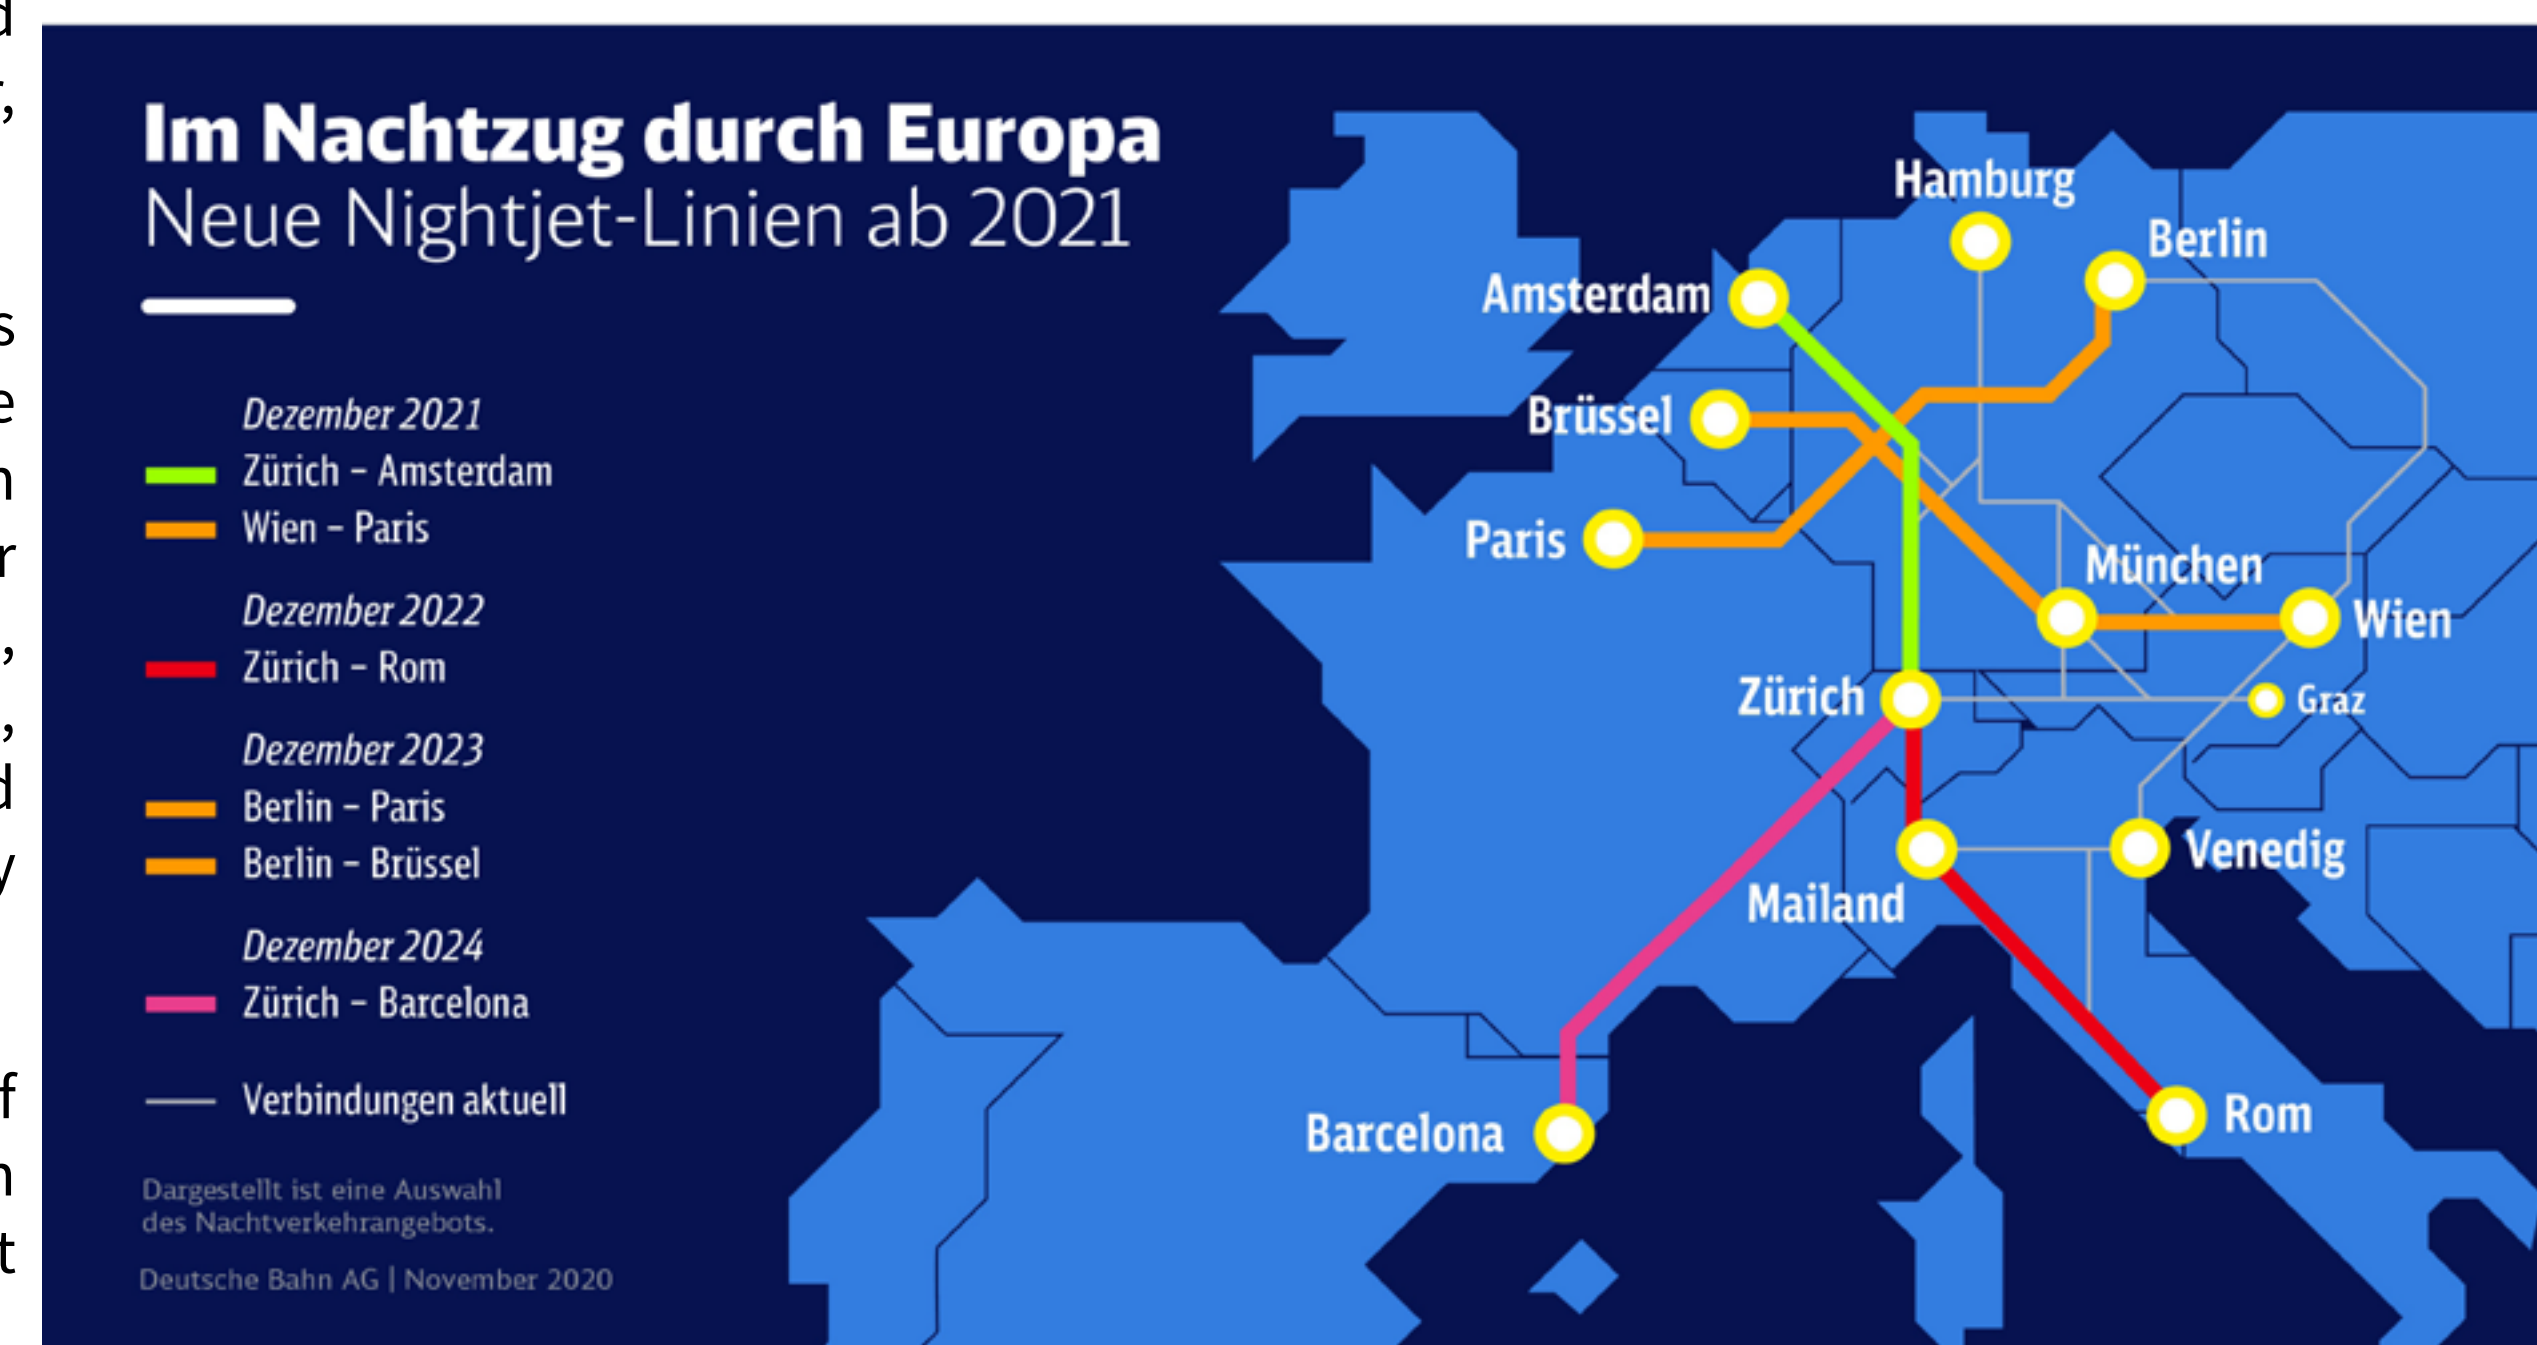 Im Nachtzug durch Europa
Neue Nightjet-Linien ab 2021
Dezember 2021
Zürich – Amsterdam
Wien – Paris
Dezember 2022
Zürich – Rom
Dezember 2023
Berlin – Paris
Berlin – Brüssel
Dezember 2024
Zürich – Barcelona
Verbindungen aktuell
Dargestellt ist eine Auswahl
des Nachtverkehrangebots.
Deutsche Bahn AG | November 2020
Hamburg
Berlin
Amsterdam
Brüssel
Paris
München
Wien
Zürich
Graz
Venedig
Mailand
Rom
Barcelona